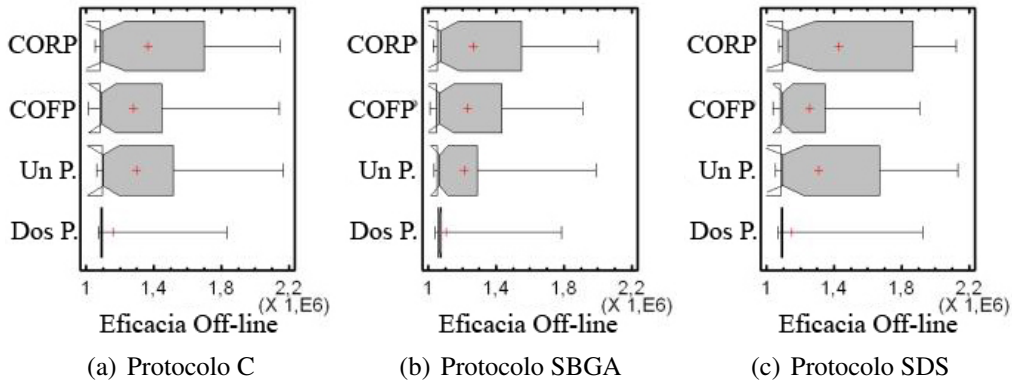 CORP
COFP
Un P.
Dos P.
1 1,4 1,8 2,2
(X 1,E6)
Eficacia Off-line
(a) Protocolo C
CORP
COFP
Un P.
Dos P.
1 1,4 1,8 2,2
(X 1,E6)
Eficacia Off-line
(b) Protocolo SBGA
CORP
COFP
Un P.
Dos P.
1 1,4 1,8 2,2
(X 1,E6)
Eficacia Off-line
(c) Protocolo SDS